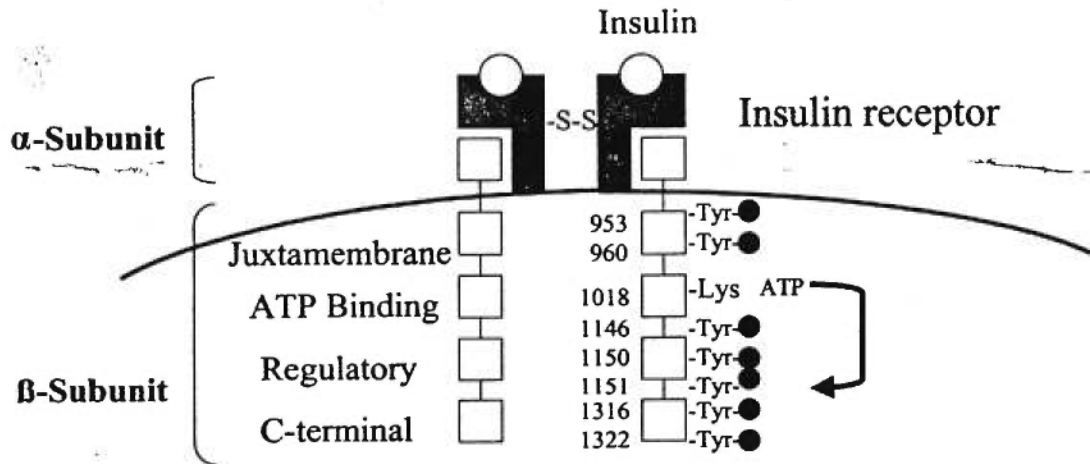 Insulin
-S-S
Insulin receptor
α-Subunit
953 -Tyr-
Juxtamembrane 960 -Tyr-
ATP Binding 1018 -Lys ATP
1146 -Tyr-
Regulatory 1150 -Tyr-
ß-Subunit 1151 -Tyr-
C-terminal 1316 -Tyr-
1322 -Tyr-